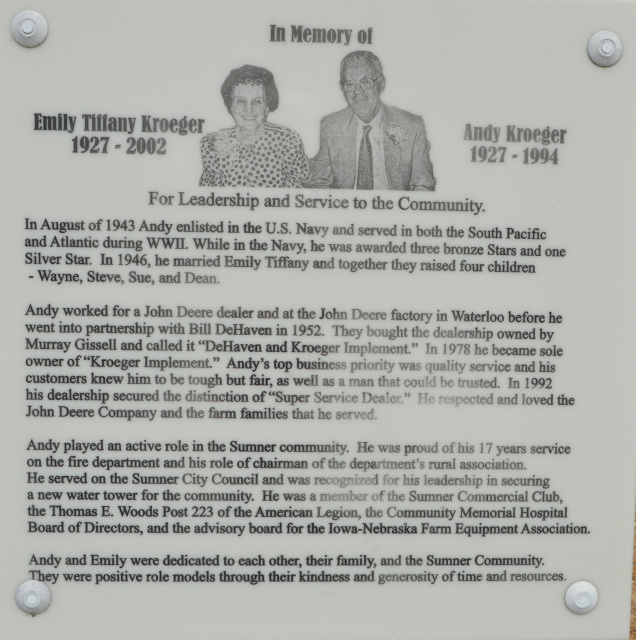 In Memory of
Emily Tiffany Kroeger
1927 - 2002
Andy Kroeger
1927 - 1994
For Leadership and Service to the Community.
In August of 1943 Andy enlisted in the U.S. Navy and served in both the South Pacific
and Atlantic during WWII. While in the Navy, he was awarded three bronze Stars and one
Silver Star. In 1946, he married Emily Tiffany and together they raised four children
- Wayne, Steve, Sue, and Dean.
Andy worked for a John Deere dealer and at the John Deere factory in Waterloo before he
went into partnership with Bill DeHaven in 1952. They bought the dealership owned by
Murray Gissell and called it "DeHaven and Kroeger Implement." In 1978 he became sole
owner of "Kroeger Implement." Andy's top business priority was quality service and his
customers knew him to be tough but fair, as well as a man that could be trusted. In 1992
his dealership secured the distinction of "Super Service Dealer." He respected and loved the
John Deere Company and the farm families that he served.
Andy played an active role in the Sumner community. He was proud of his 17 years service
on the fire department and his role of chairman of the department's rural association.
He served on the Sumner City Council and was recognized for his leadership in securing
a new water tower for the community. He was a member of the Sumner Commercial Club,
the Thomas E. Woods Post 223 of the American Legion, the Community Memorial Hospital
Board of Directors, and the advisory board for the Iowa-Nebraska Farm Equipment Association.
Andy and Emily were dedicated to each other, their family, and the Sumner Community.
They were positive role models through their kindness and generosity of time and resources.